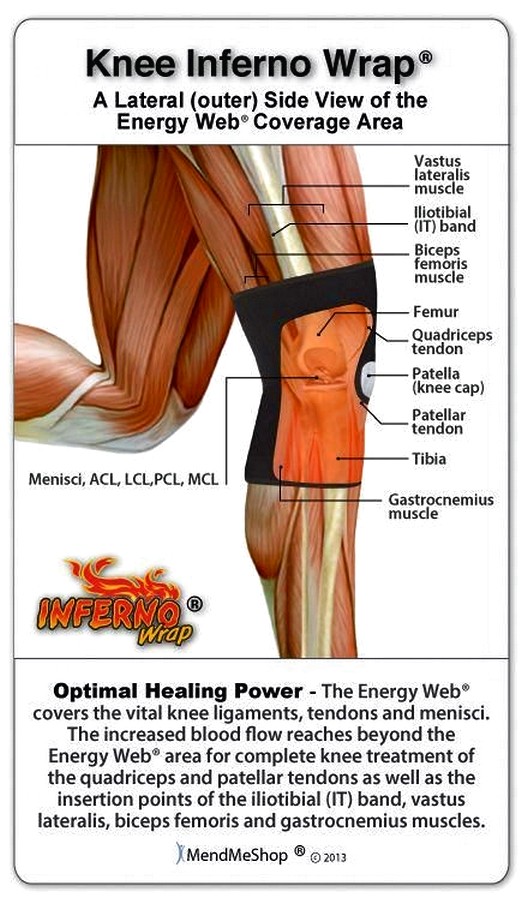 Knee Inferno Wrap®
A Lateral (outer) Side View of the
Energy Web® Coverage Area
Vastus
lateralis
muscle
Iliotibial
(IT) band
Biceps
femoris
muscle
Femur
Quadriceps
tendon
Patella
(knee cap)
Patellar
tendon
Tibia
Menisci, ACL, LCL,PCL, MCL
Gastrocnemius
muscle
INFERNO®
Wrap
Optimal Healing Power - The Energy Web®
covers the vital knee ligaments, tendons and menisci.
The increased blood flow reaches beyond the
Energy Web® area for complete knee treatment of
the quadriceps and patellar tendons as well as the
insertion points of the iliotibial (IT) band, vastus
lateralis, biceps femoris and gastrocnemius muscles.
MendMeShop ® © 2013